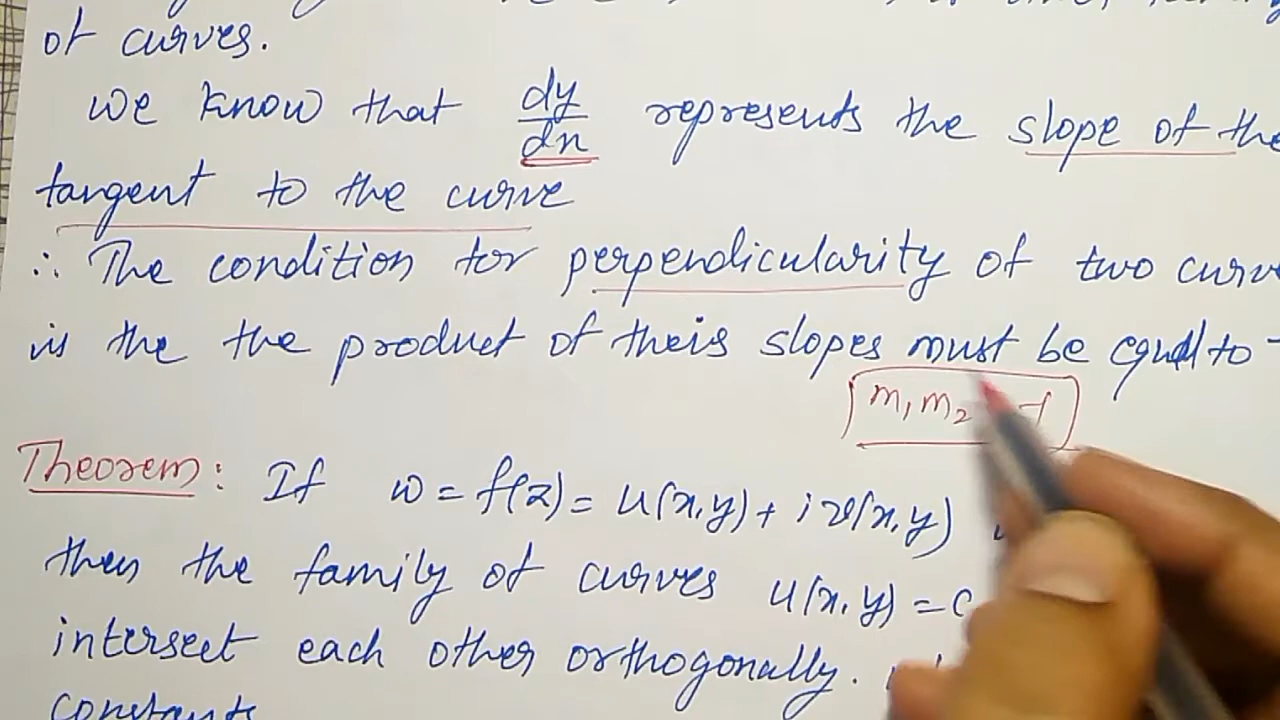 of curves.
We know that dy/dx represents the slope of the
tangent to the curve
∴ The condition for perpendicularity of two curv
is the the product of their slopes must be equal to -
m₁m₂ -1
Theorem: If w = f(z) = u(x,y) + iv(x,y)
then the family of curves u(x,y) = c
intersect each other orthogonally.
constants